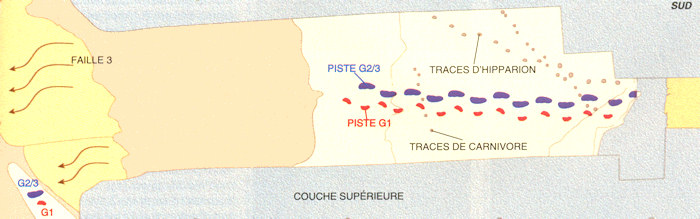 SUD
FAILLE 3
PISTE G2/3
TRACES D'HIPPARION
PISTE G1
TRACES DE CARNIVORE
G2/3
G1
COUCHE SUPÉRIEURE